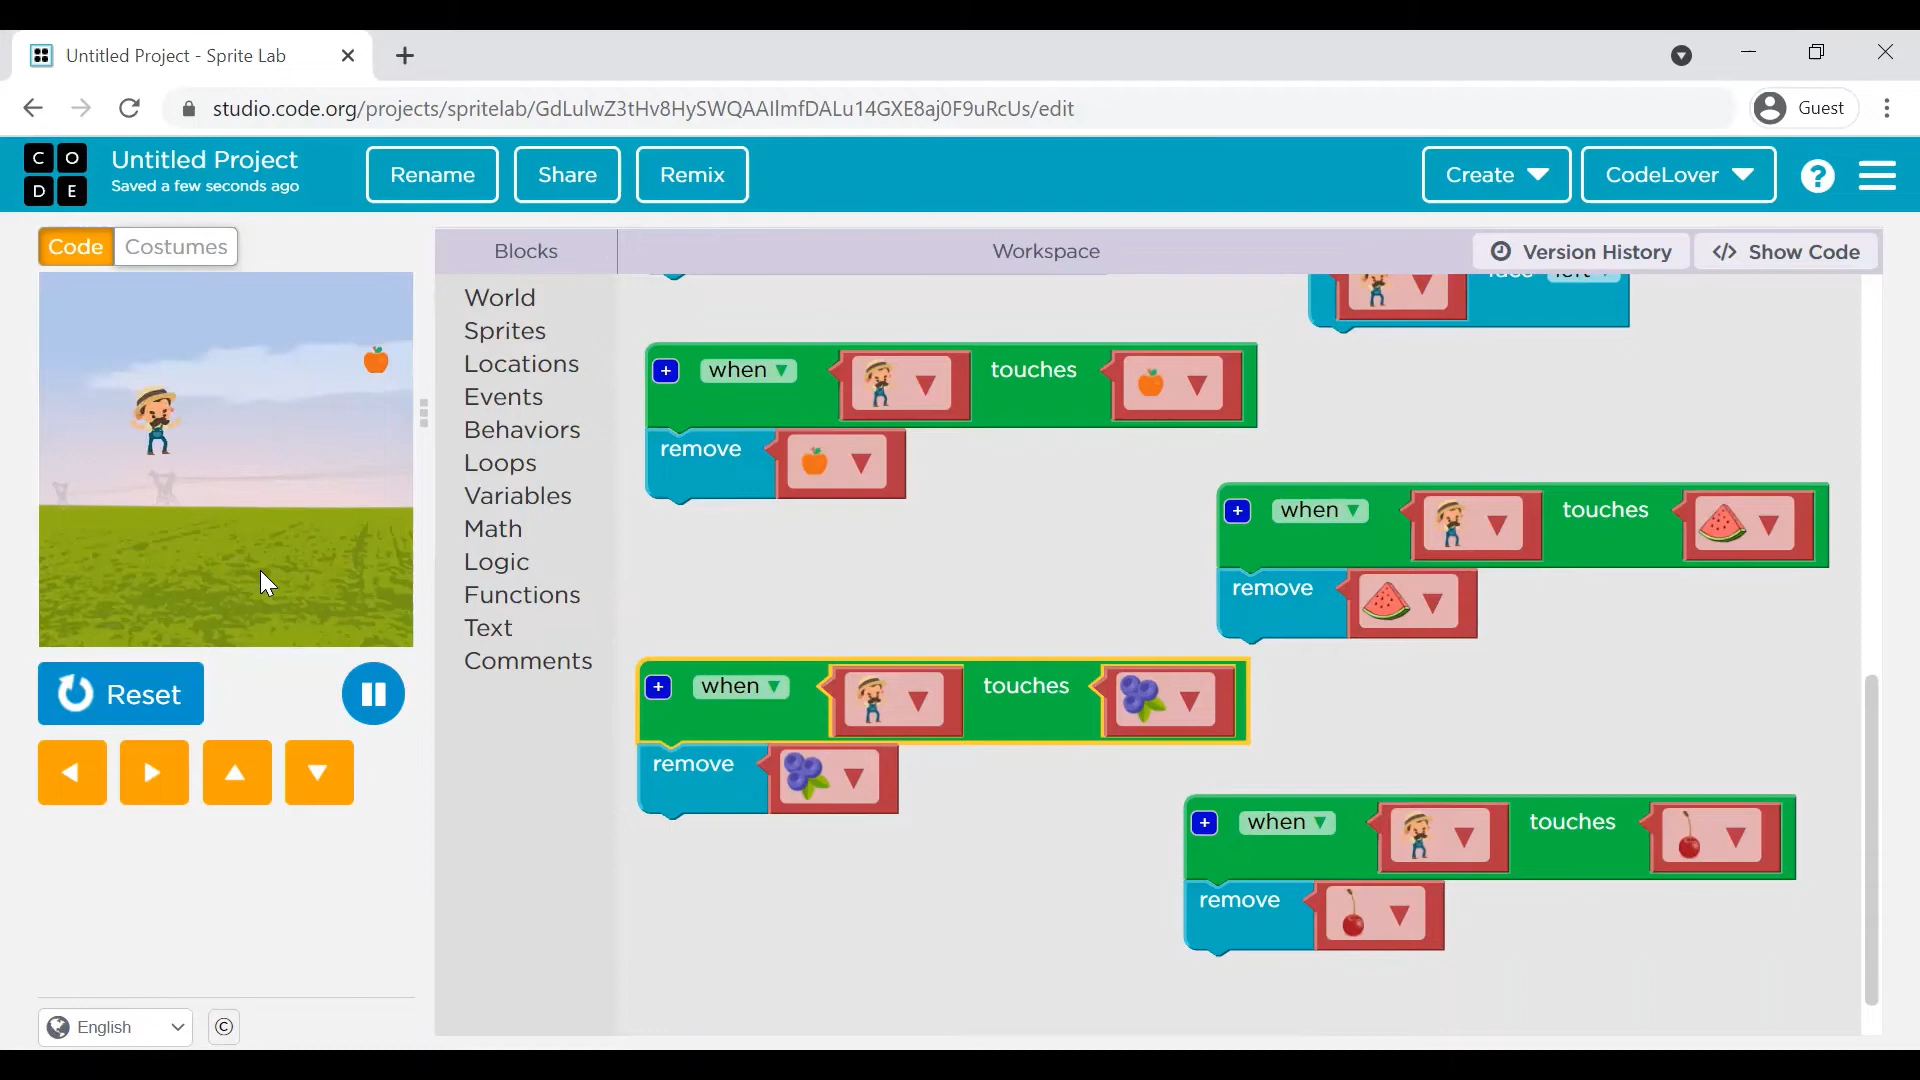 Untitled Project - Sprite Lab
studio.code.org/projects/spritelab/GdLulwZ3tHv8HySWQAAIlmfDALu14GXE8aj0F9uRcUs/edit
Guest
C O
D E
Untitled Project
Saved a few seconds ago
Rename
Share
Remix
Create
CodeLover
?
Code
Costumes
Blocks
Workspace
Version History
</> Show Code
World
Sprites
Locations
Events
Behaviors
Loops
Variables
Math
Logic
Functions
Text
Comments
+ when touches
remove
+ when touches
remove
+ when touches
remove
+ when touches
remove
Reset
English
©